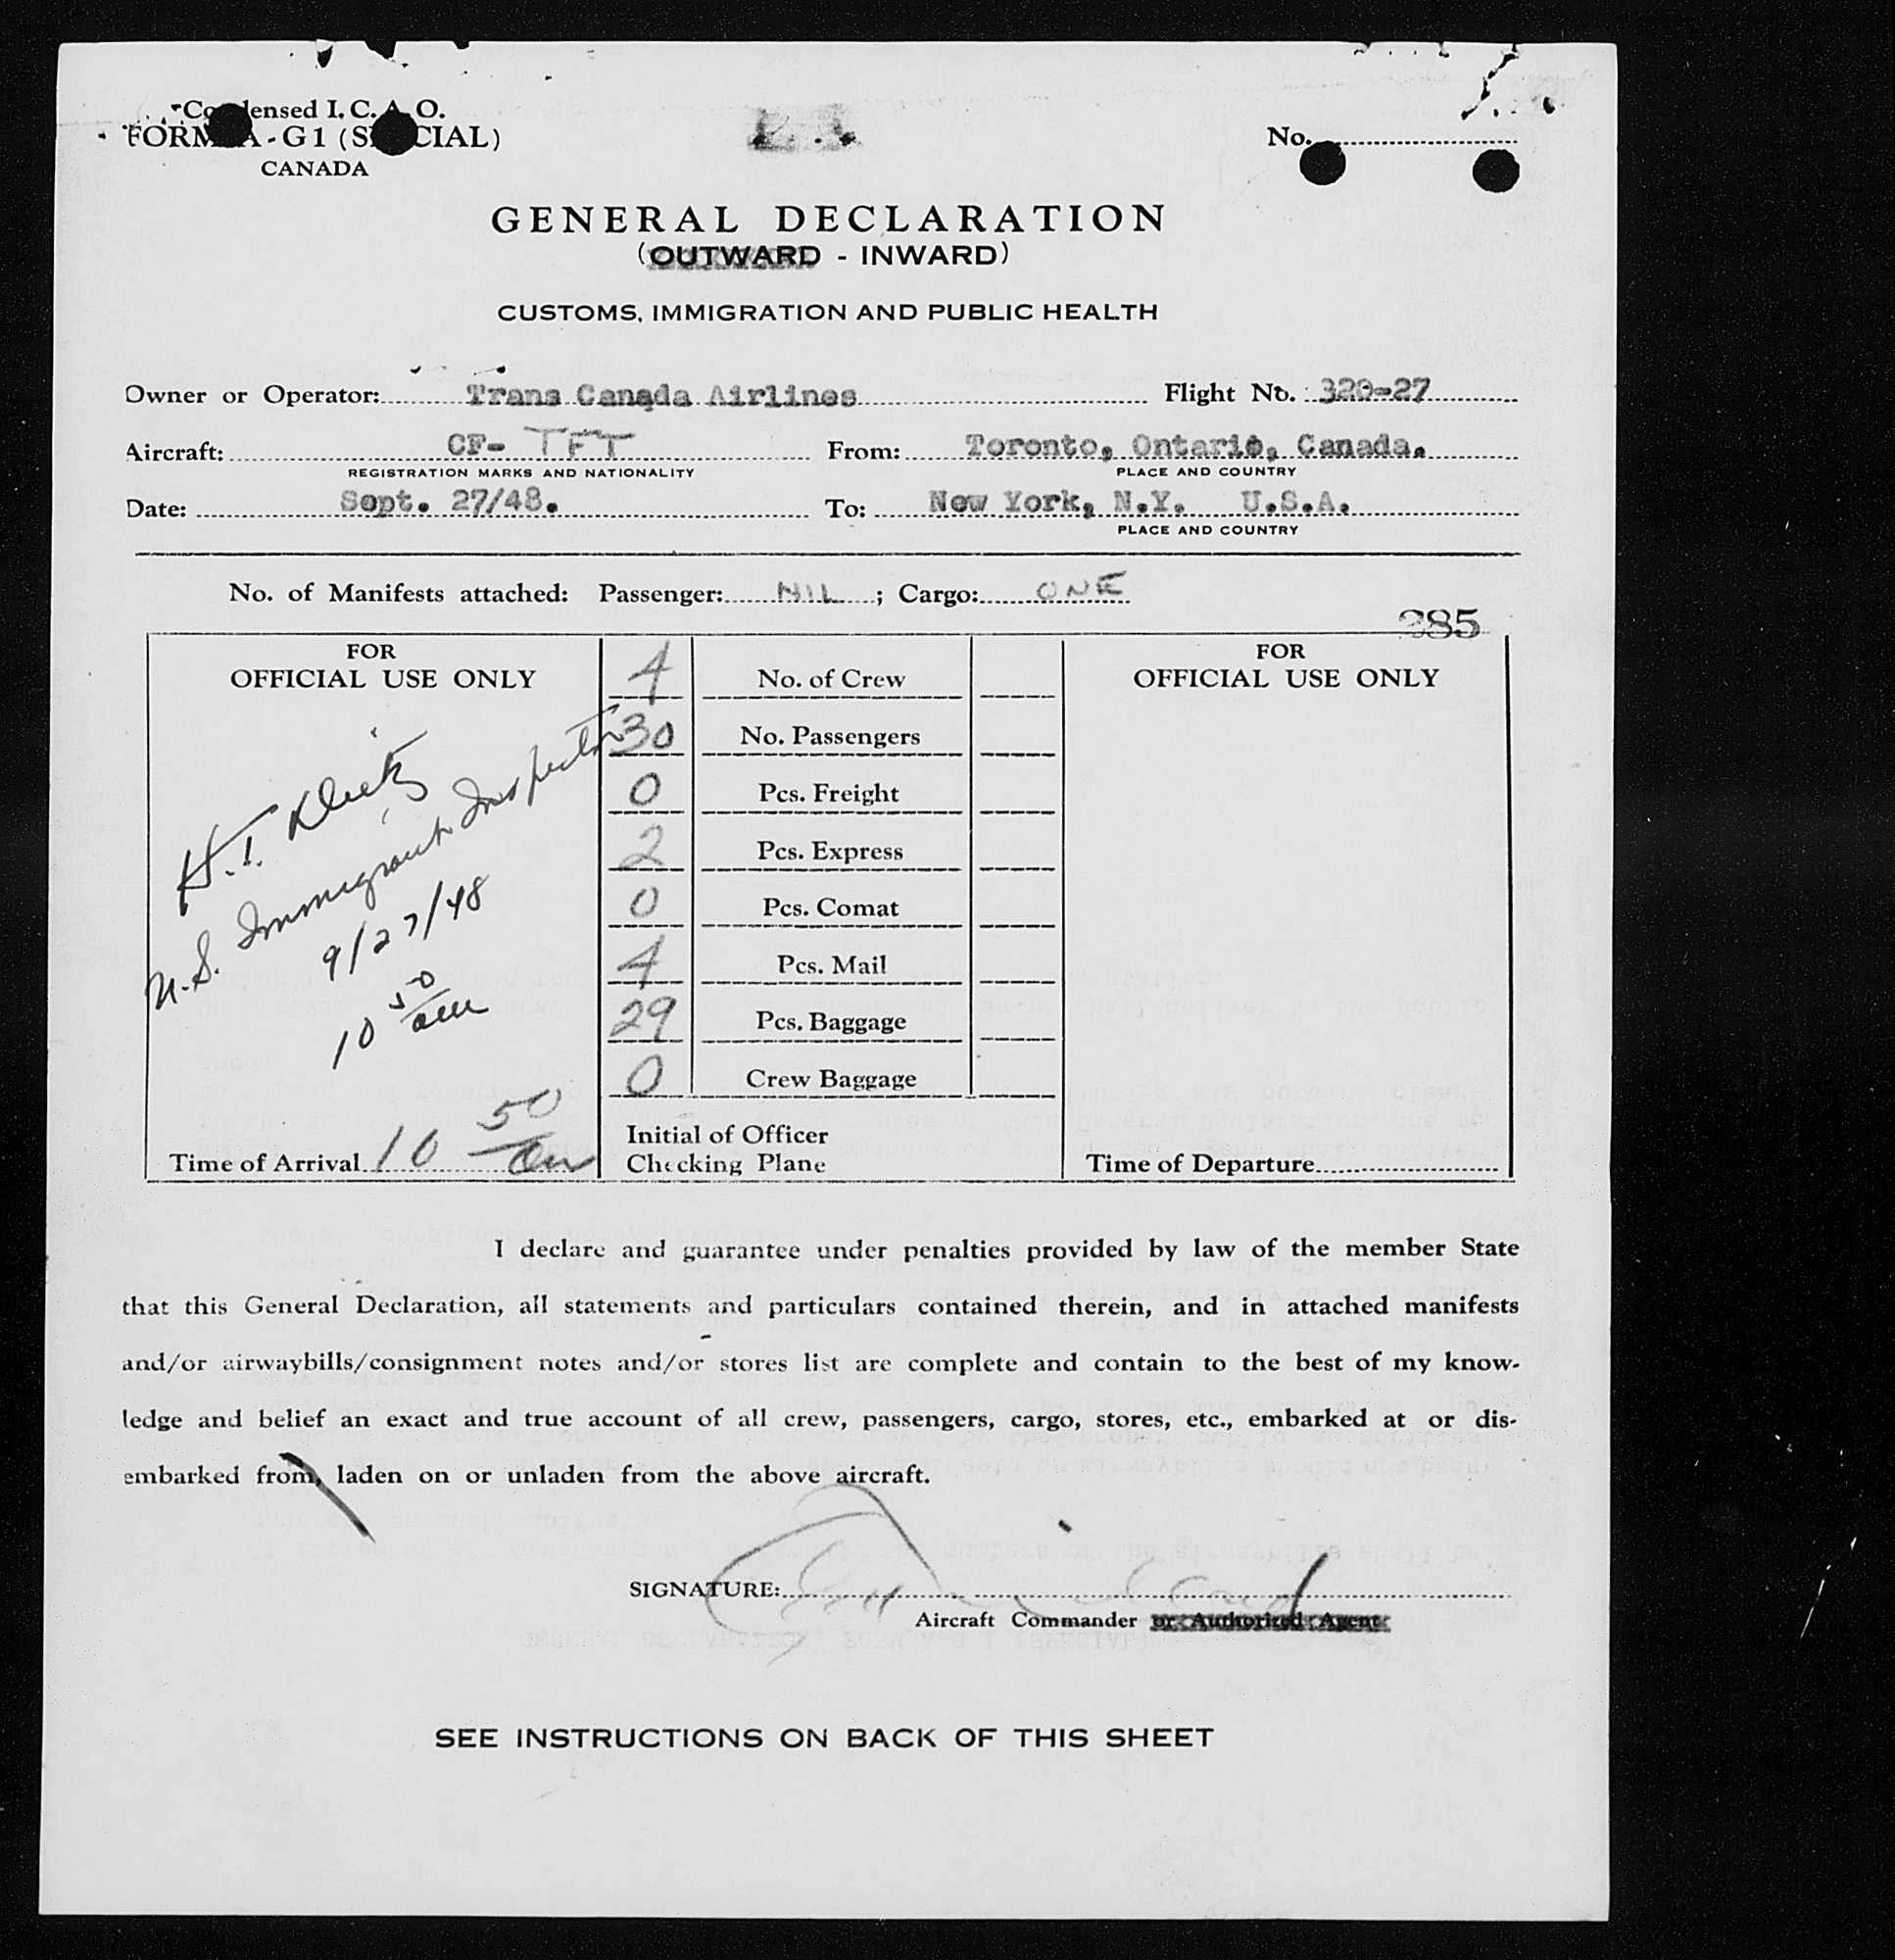 Condensed I. C. A. O.
FORM A - G1 (SPECIAL)
CANADA
No.
GENERAL DECLARATION
(OUTWARD - INWARD)
CUSTOMS, IMMIGRATION AND PUBLIC HEALTH
Owner or Operator: Trans Canada Airlines Flight No. 320-27
Aircraft: CF- TFT From: Toronto, Ontario, Canada.
REGISTRATION MARKS AND NATIONALITY PLACE AND COUNTRY
Date: Sept. 27/48. To: New York, N.Y. U.S.A.
PLACE AND COUNTRY
No. of Manifests attached: Passenger: NIL ; Cargo: ONE
285
FOR
OFFICIAL USE ONLY
H. I. Dietz
U.S. Immigrant Inspector
9/27/48
10 50 am
Time of Arrival 10 50 am
4 No. of Crew
30 No. Passengers
0 Pcs. Freight
2 Pcs. Express
0 Pcs. Comat
4 Pcs. Mail
29 Pcs. Baggage
0 Crew Baggage
Initial of Officer
Checking Plane
FOR
OFFICIAL USE ONLY
Time of Departure
I declare and guarantee under penalties provided by law of the member State
that this General Declaration, all statements and particulars contained therein, and in attached manifests
and/or airwaybills/consignment notes and/or stores list are complete and contain to the best of my know-
ledge and belief an exact and true account of all crew, passengers, cargo, stores, etc., embarked at or dis-
embarked from, laden on or unladen from the above aircraft.
SIGNATURE:
Aircraft Commander or Authorized Agent
SEE INSTRUCTIONS ON BACK OF THIS SHEET